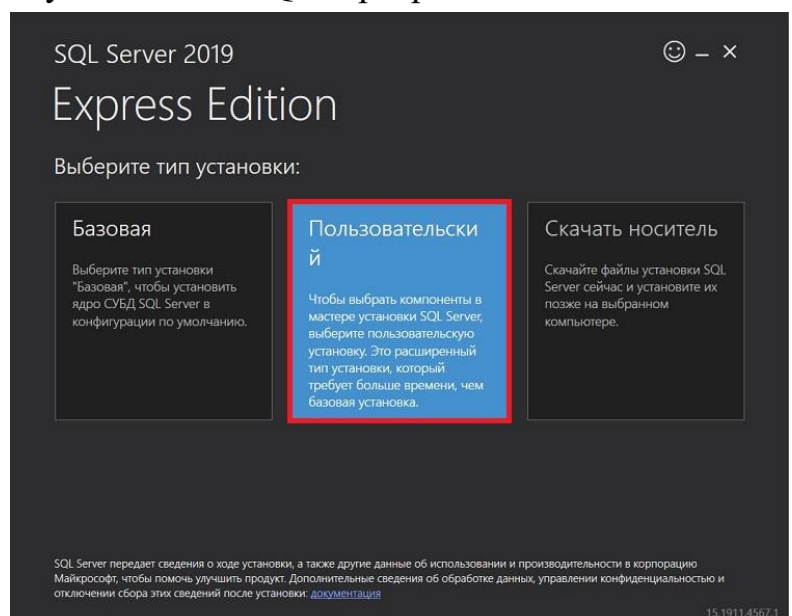 SQL Server 2019
Express Edition
Выберите тип установки:
Базовая
Выберите тип установки
"Базовая", чтобы установить
ядро СУБД SQL Server в
конфигурации по умолчанию.
Пользовательски
й
Чтобы выбрать компоненты в
мастере установки SQL Server,
выберите пользовательскую
установку. Это расширенный
тип установки, который
требует больше времени, чем
базовая установка.
Скачать носитель
Скачайте файлы установки SQL
Server сейчас и установите их
позже на выбранном
компьютере.
SQL Server передает сведения о ходе установки, а также другие данные об использовании и производительности в корпорацию
Майкрософт, чтобы помочь улучшить продукт. Дополнительные сведения об обработке данных, управлении конфиденциальностью и
отключении сбора этих сведений после установки: документация
15.1911.4567.1